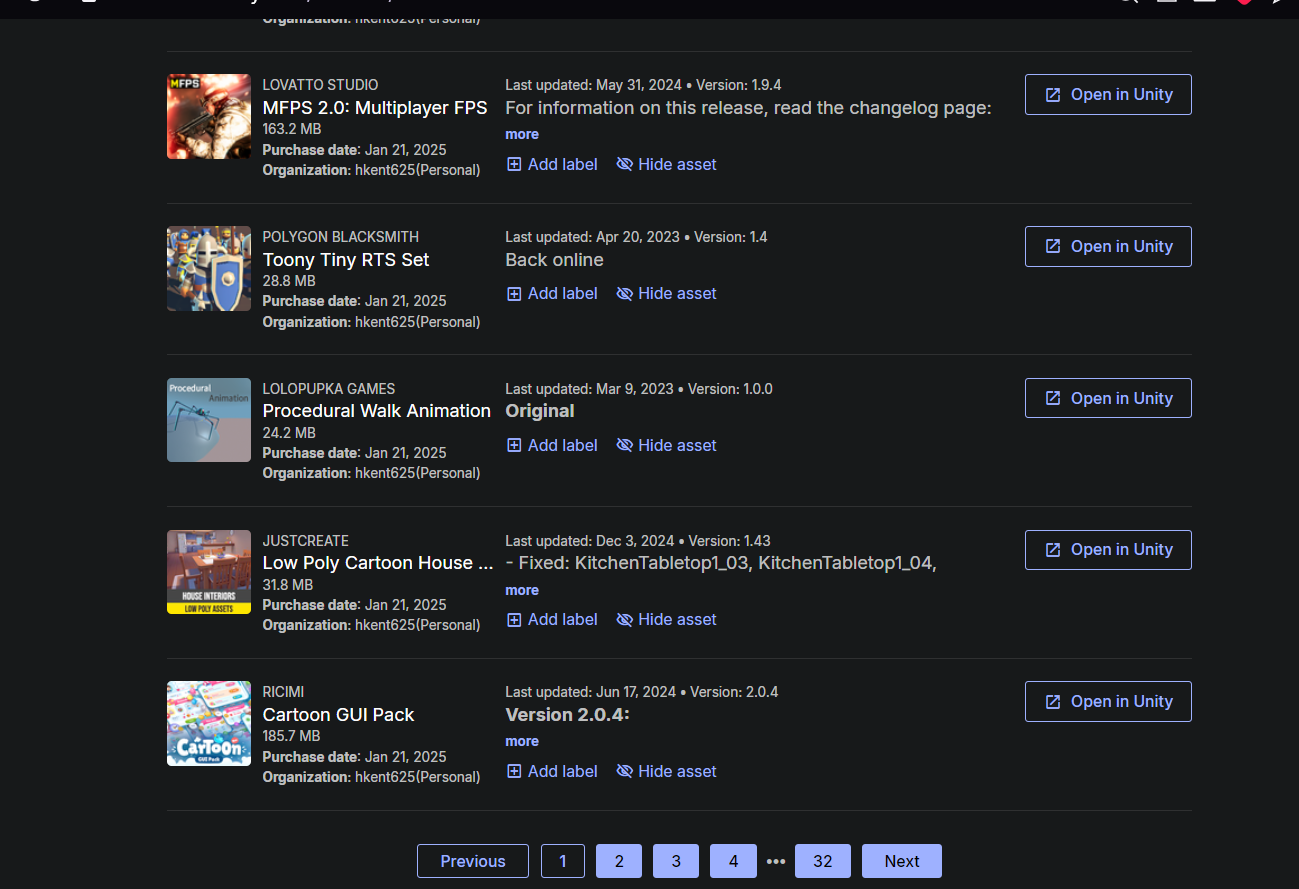 Organization: hkent625(Personal)
MFPS
LOVATTO STUDIO
MFPS 2.0: Multiplayer FPS
163.2 MB
Purchase date: Jan 21, 2025
Organization: hkent625(Personal)
Last updated: May 31, 2024 • Version: 1.9.4
For information on this release, read the changelog page:
more
Add label
Hide asset
Open in Unity
POLYGON BLACKSMITH
Toony Tiny RTS Set
28.8 MB
Purchase date: Jan 21, 2025
Organization: hkent625(Personal)
Last updated: Apr 20, 2023 • Version: 1.4
Back online
Add label
Hide asset
Open in Unity
Procedural
Animation
LOLOPUPKA GAMES
Procedural Walk Animation
24.2 MB
Purchase date: Jan 21, 2025
Organization: hkent625(Personal)
Last updated: Mar 9, 2023 • Version: 1.0.0
Original
Add label
Hide asset
Open in Unity
HOUSE INTERIORS
LOW POLY ASSETS
JUSTCREATE
Low Poly Cartoon House ...
31.8 MB
Purchase date: Jan 21, 2025
Organization: hkent625(Personal)
Last updated: Dec 3, 2024 • Version: 1.43
- Fixed: KitchenTabletop1_03, KitchenTabletop1_04,
more
Add label
Hide asset
Open in Unity
CarToon
GUI Pack
RICIMI
Cartoon GUI Pack
185.7 MB
Purchase date: Jan 21, 2025
Organization: hkent625(Personal)
Last updated: Jun 17, 2024 • Version: 2.0.4
Version 2.0.4:
more
Add label
Hide asset
Open in Unity
Previous 1 2 3 4 ••• 32 Next